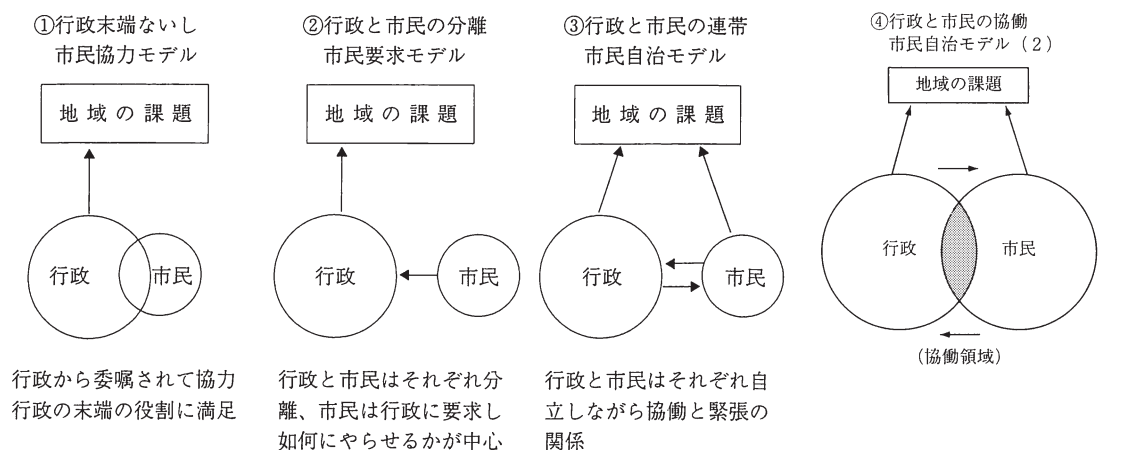 ①行政末端ないし
市民協力モデル
地域の課題
行政
市民
行政から委嘱されて協力
行政の末端の役割に満足
②行政と市民の分離
市民要求モデル
地域の課題
行政
市民
行政と市民はそれぞれ分
離、市民は行政に要求し
如何にやらせるかが中心
③行政と市民の連帯
市民自治モデル
地域の課題
行政
市民
行政と市民はそれぞれ自
立しながら協働と緊張の
関係
④行政と市民の協働
市民自治モデル(2)
地域の課題
行政
市民
(協働領域)